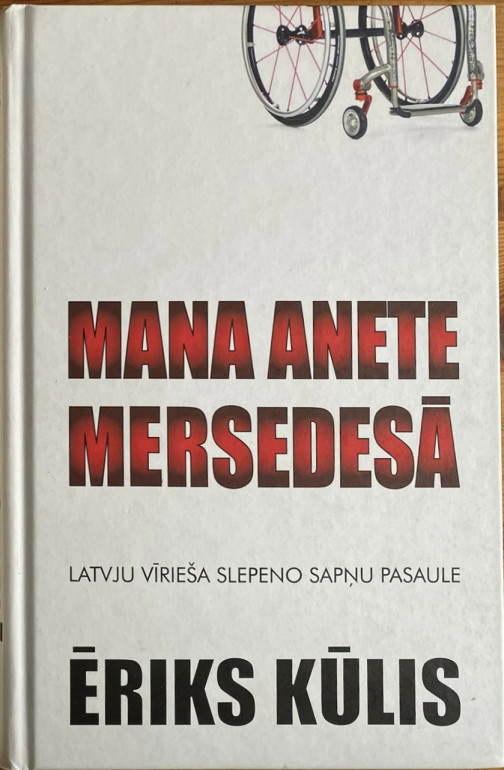 MANA ANETE
MERSEDESĀ
LATVJU VĪRIEŠA SLEPENO SAPŅU PASAULE
ĒRIKS KŪLIS